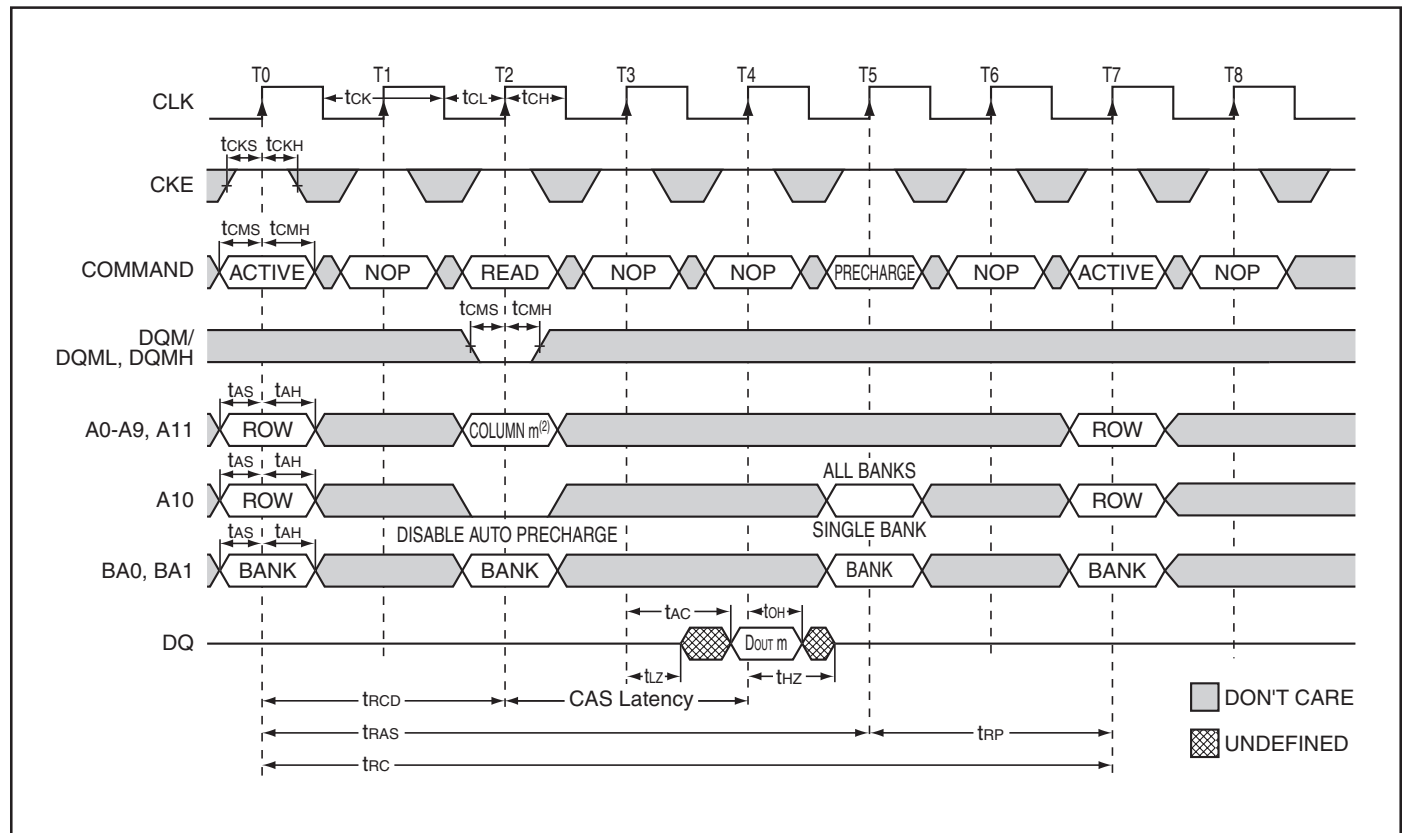 T0 T1 T2 T3 T4 T5 T6 T7 T8
CLK
tCK tCL tCH
tCKS tCKH
CKE
tCMS tCMH
COMMAND ACTIVE NOP READ NOP NOP PRECHARGE NOP ACTIVE NOP
tCMS tCMH
DQM/
DQML, DQMH
tAS tAH
A0-A9, A11 ROW COLUMN m(2) ROW
tAS tAH ALL BANKS
A10 ROW ROW
DISABLE AUTO PRECHARGE SINGLE BANK
tAS tAH
BA0, BA1 BANK BANK BANK BANK
tAC tOH
DQ DOUT m
tLZ tHZ
tRCD CAS Latency
DON'T CARE
tRAS tRP
UNDEFINED
tRC